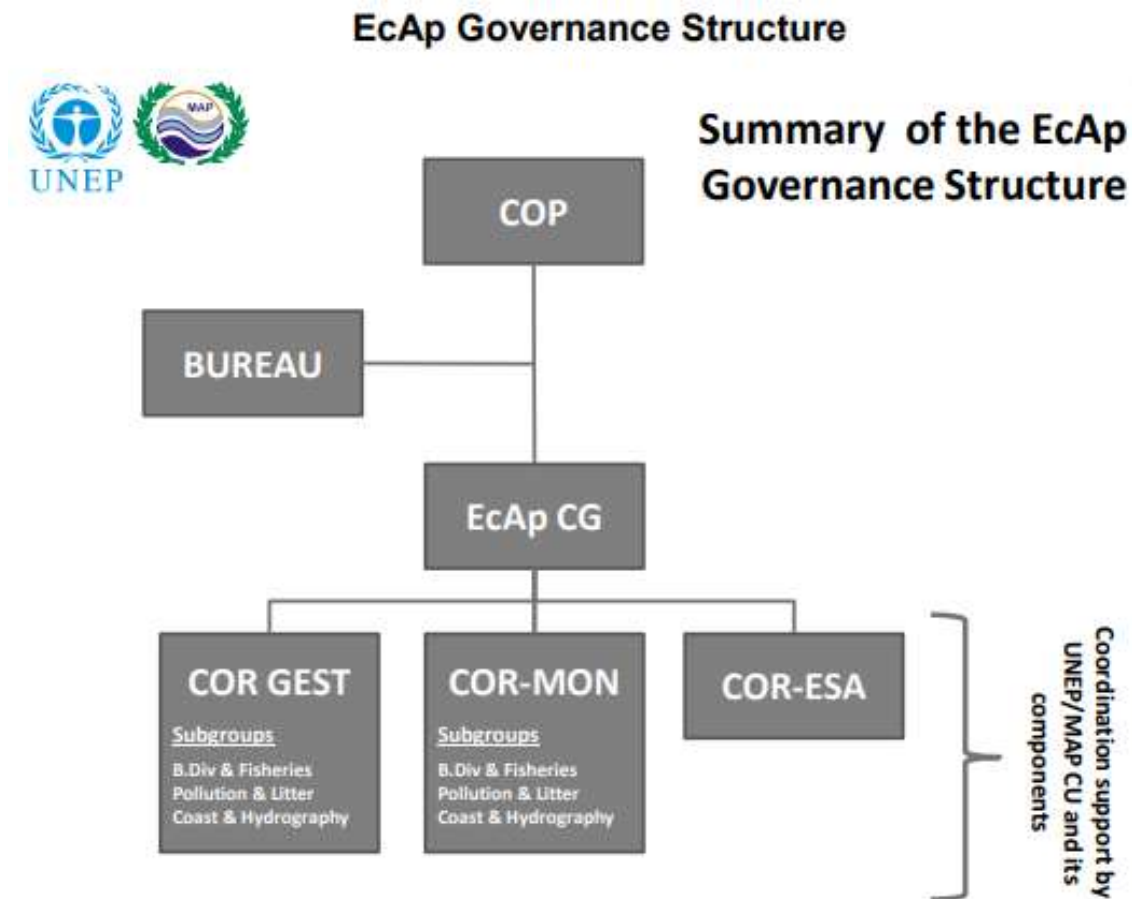 EcAp Governance Structure
MAP
UNEP
Summary of the EcAp
Governance Structure
COP
BUREAU
EcAp CG
COR GEST
Subgroups
B.Div & Fisheries
Pollution & Litter
Coast & Hydrography
COR-MON
Subgroups
B.Div & Fisheries
Pollution & Litter
Coast & Hydrography
COR-ESA
Coordination support by
UNEP/MAP CU and its
components